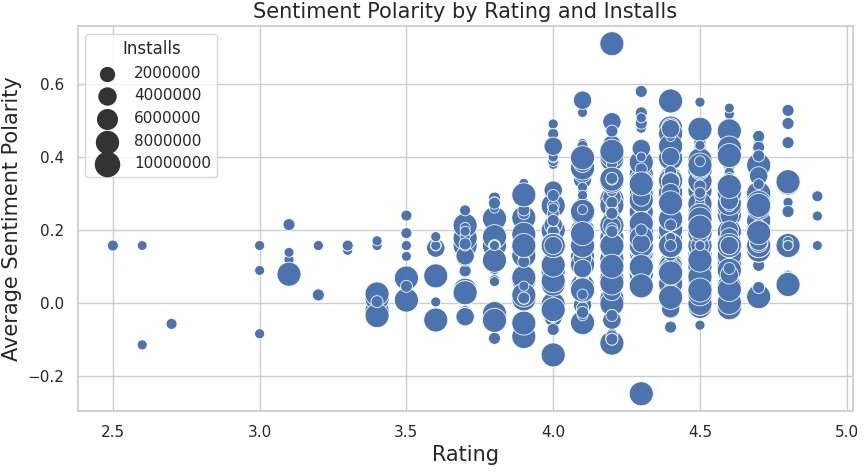 Sentiment Polarity by Rating and Installs
Installs
2000000
4000000
6000000
8000000
10000000
Average Sentiment Polarity
0.6
0.4
0.2
0.0
−0.2
2.5 3.0 3.5 4.0 4.5 5.0
Rating